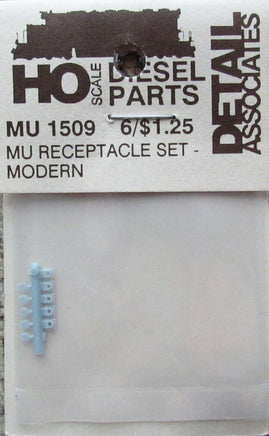 HO SCALE DIESEL PARTS
DETAIL ASSOCIATES
MU 1509 6/$1.25
MU RECEPTACLE SET -
MODERN